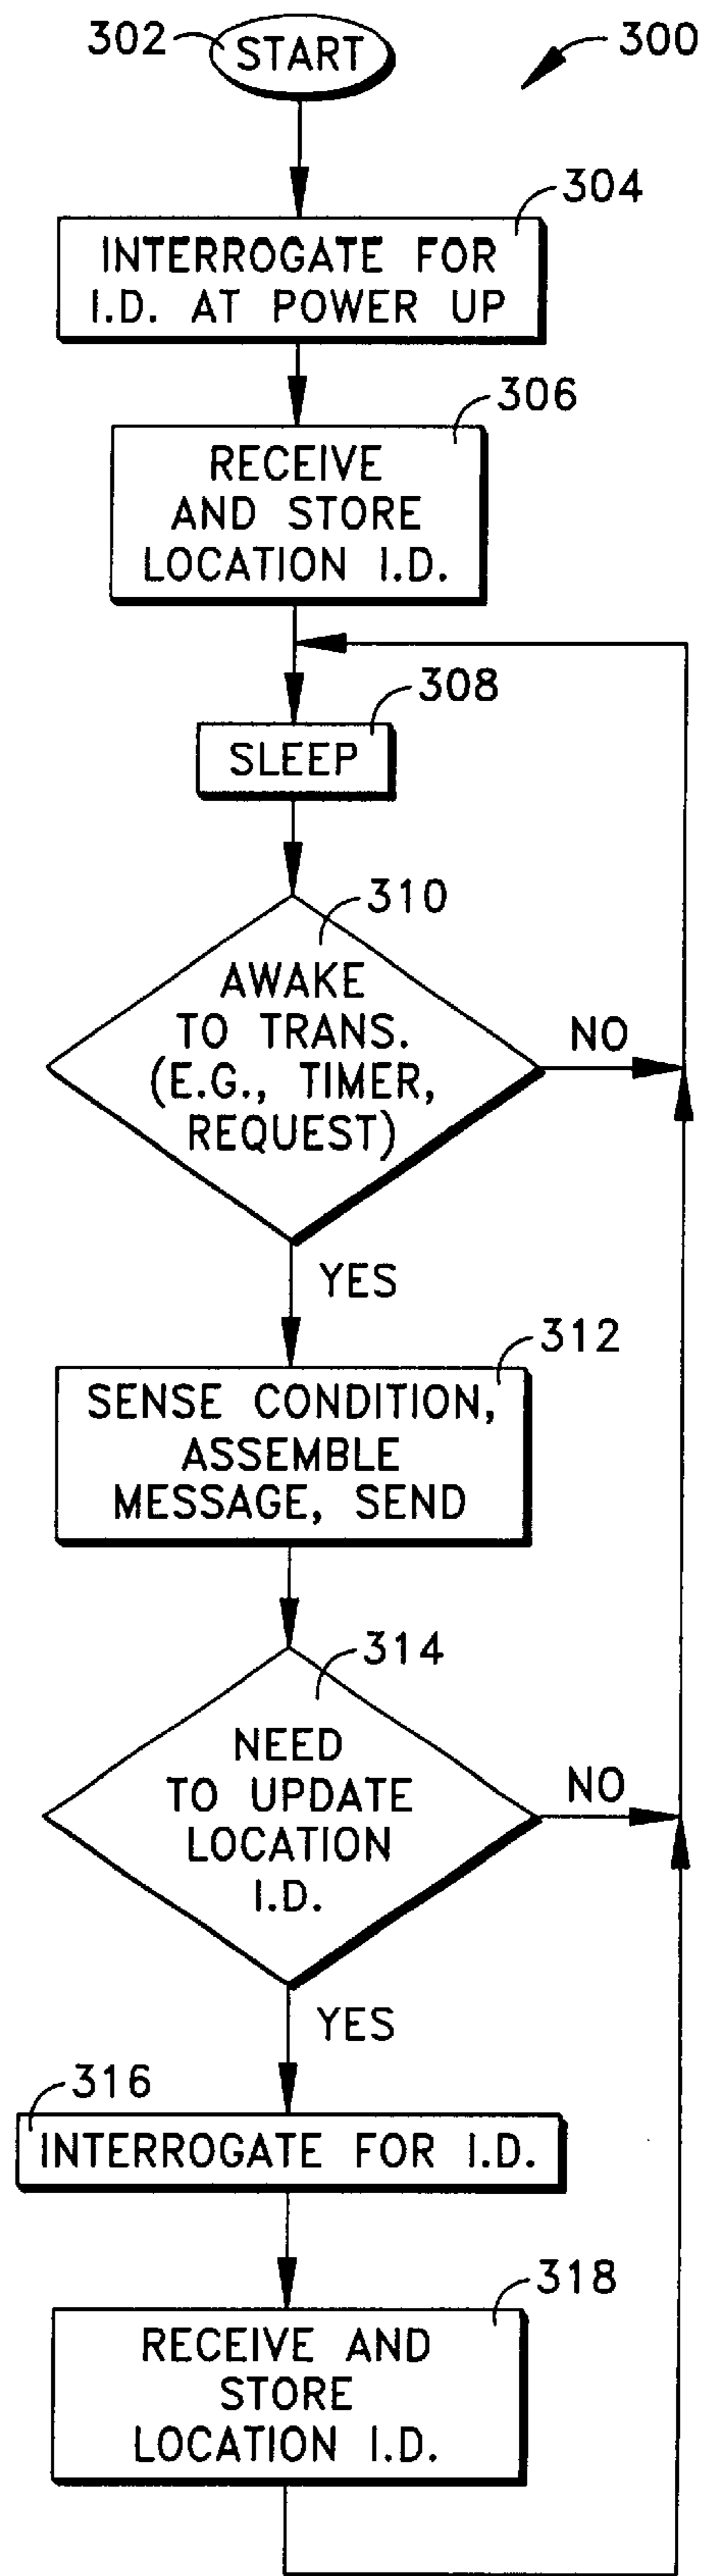 302
START
300
304
INTERROGATE FOR
I.D. AT POWER UP
306
RECEIVE
AND STORE
LOCATION I.D.
308
SLEEP
310
AWAKE
TO TRANS.
(E.G., TIMER,
REQUEST)
NO
YES
312
SENSE CONDITION,
ASSEMBLE
MESSAGE, SEND
314
NEED
TO UPDATE
LOCATION
I.D.
NO
YES
316
INTERROGATE FOR I.D.
318
RECEIVE AND
STORE
LOCATION I.D.